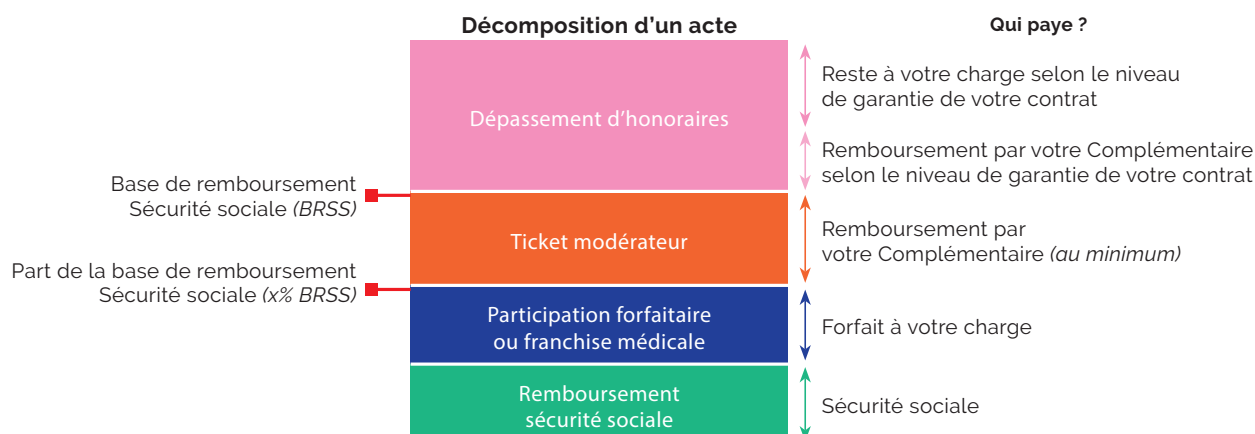 Décomposition d'un acte
Qui paye ?
Dépassement d'honoraires
Reste à votre charge selon le niveau
de garantie de votre contrat
Remboursement par votre Complémentaire
selon le niveau de garantie de votre contrat
Base de remboursement
Sécurité sociale (BRSS)
Ticket modérateur
Remboursement par
votre Complémentaire (au minimum)
Part de la base de remboursement
Sécurité sociale (x% BRSS)
Participation forfaitaire
ou franchise médicale
Forfait à votre charge
Remboursement
sécurité sociale
Sécurité sociale